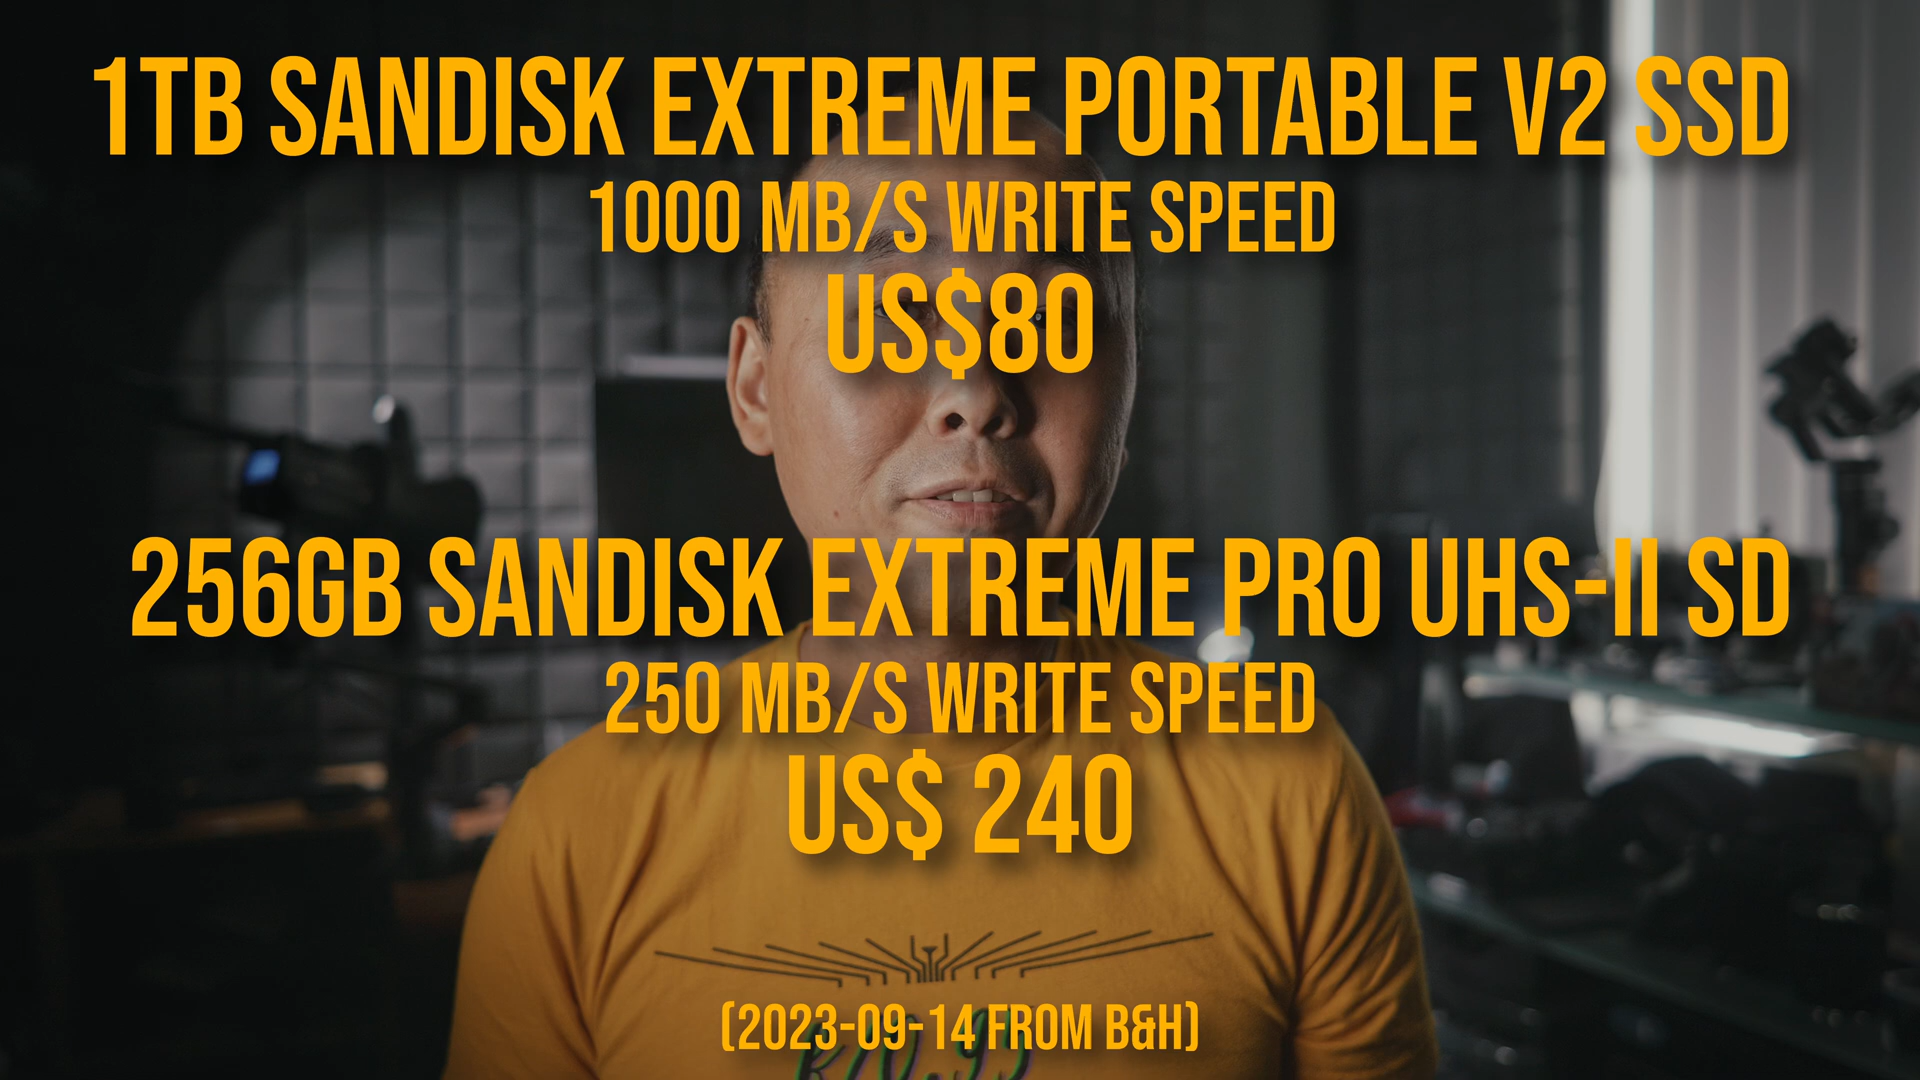 1TB SANDISK EXTREME PORTABLE V2 SSD
1000 MB/S WRITE SPEED
US$80
256GB SANDISK EXTREME PRO UHS-II SD
250 MB/S WRITE SPEED
US$ 240
(2023-09-14 FROM B&H)